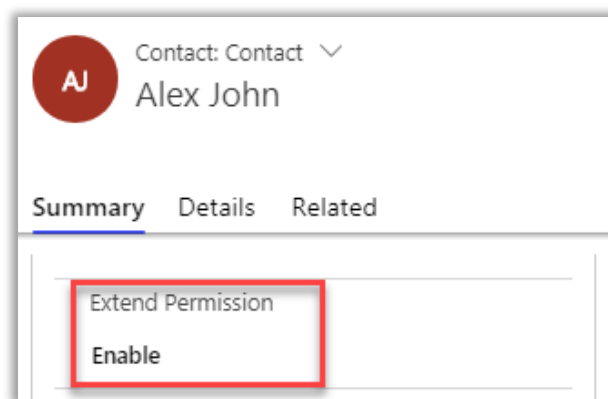 Contact: Contact
AJ
Alex John
Summary Details Related
Extend Permission
Enable